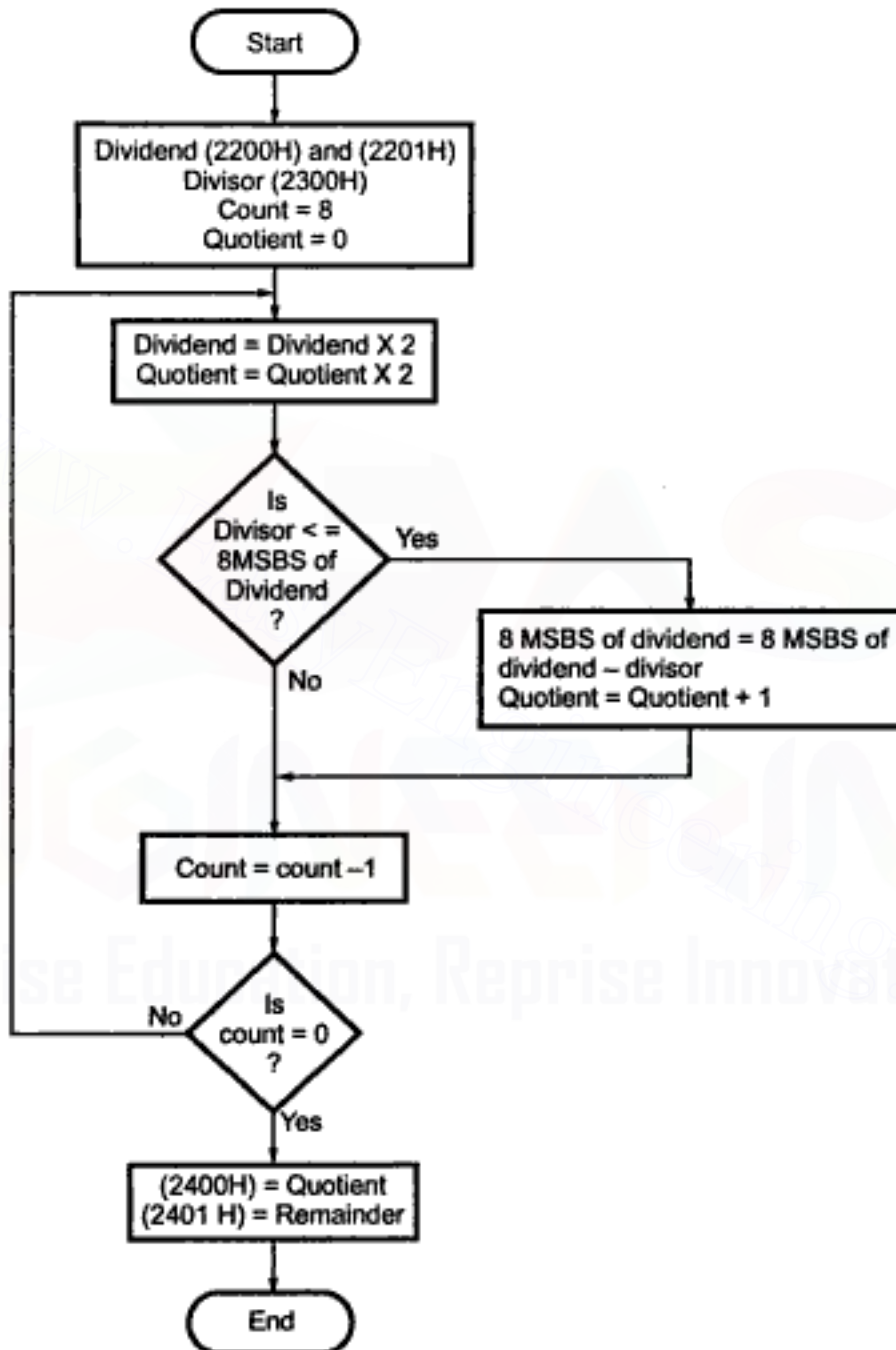 Start
Dividend (2200H) and (2201H)
Divisor (2300H)
Count = 8
Quotient = 0
Dividend = Dividend X 2
Quotient = Quotient X 2
Is
Divisor < =
8MSBS of
Dividend
?
Yes
8 MSBS of dividend = 8 MSBS of
dividend – divisor
Quotient = Quotient + 1
No
Count = count –1
Is
count = 0
?
No
Yes
(2400H) = Quotient
(2401 H) = Remainder
End
Education, Reprise